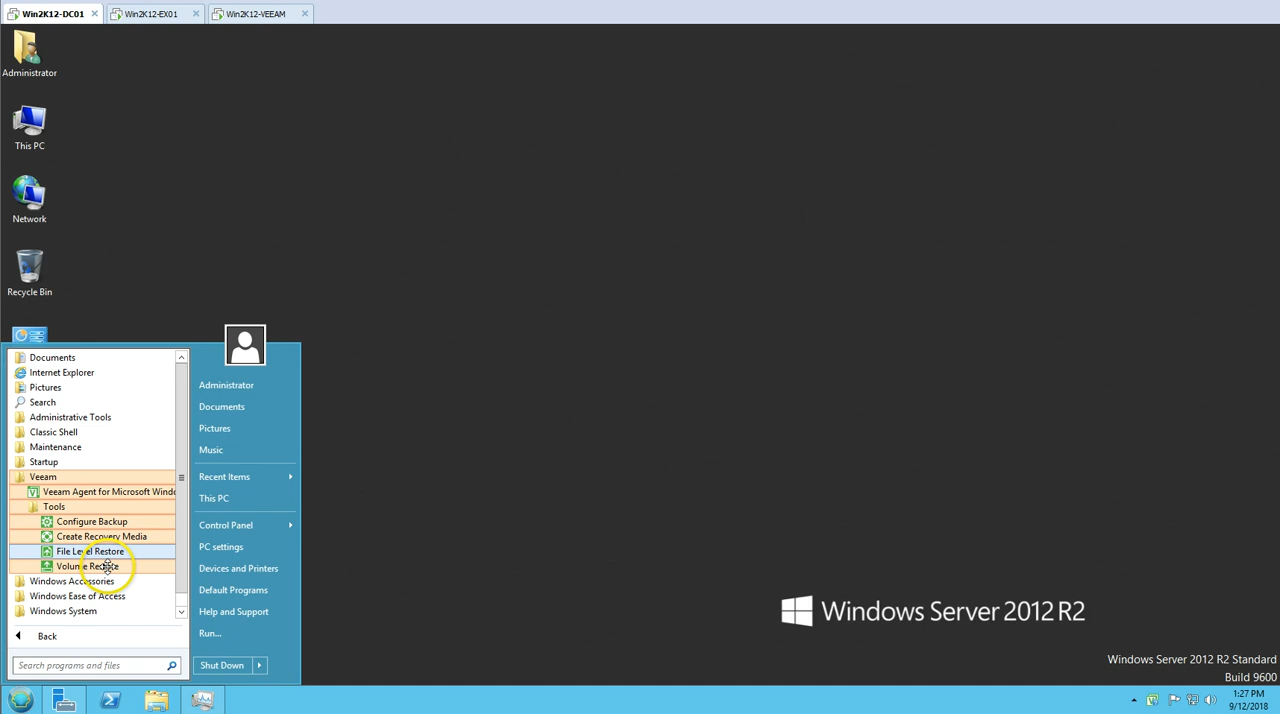 Win2K12-DC01
Win2K12-EX01
Win2K12-VEEAM
Administrator
This PC
Network
Recycle Bin
Documents
Internet Explorer
Pictures
Search
Administrative Tools
Classic Shell
Maintenance
Startup
Veeam
Veeam Agent for Microsoft Windo
Tools
Configure Backup
Create Recovery Media
File Level Restore
Volume Restore
Windows Accessories
Windows Ease of Access
Windows System
Back
Search programs and files
Administrator
Documents
Pictures
Music
Recent Items
This PC
Control Panel
PC settings
Devices and Printers
Default Programs
Help and Support
Run...
Shut Down
Windows Server 2012 R2
Windows Server 2012 R2 Standard
Build 9600
1:27 PM
9/12/2018